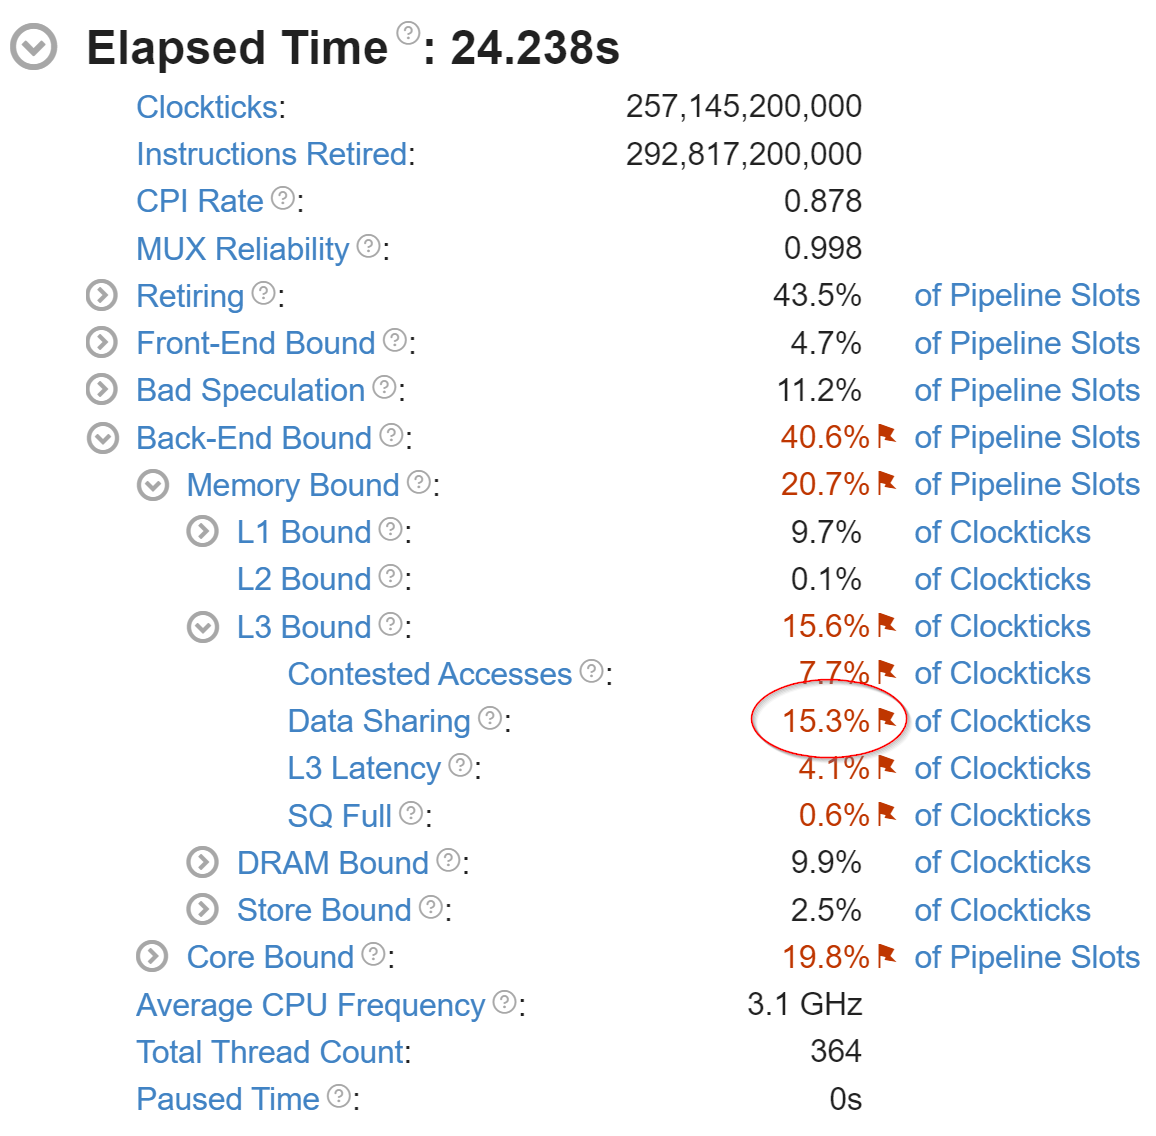 Elapsed Time ?: 24.238s
Clockticks: 257,145,200,000
Instructions Retired: 292,817,200,000
CPI Rate ?: 0.878
MUX Reliability ?: 0.998
Retiring ?: 43.5% of Pipeline Slots
Front-End Bound ?: 4.7% of Pipeline Slots
Bad Speculation ?: 11.2% of Pipeline Slots
Back-End Bound ?: 40.6% of Pipeline Slots
Memory Bound ?: 20.7% of Pipeline Slots
L1 Bound ?: 9.7% of Clockticks
L2 Bound ?: 0.1% of Clockticks
L3 Bound ?: 15.6% of Clockticks
Contested Accesses ?: 7.7% of Clockticks
Data Sharing ?: 15.3% of Clockticks
L3 Latency ?: 4.1% of Clockticks
SQ Full ?: 0.6% of Clockticks
DRAM Bound ?: 9.9% of Clockticks
Store Bound ?: 2.5% of Clockticks
Core Bound ?: 19.8% of Pipeline Slots
Average CPU Frequency ?: 3.1 GHz
Total Thread Count: 364
Paused Time ?: 0s